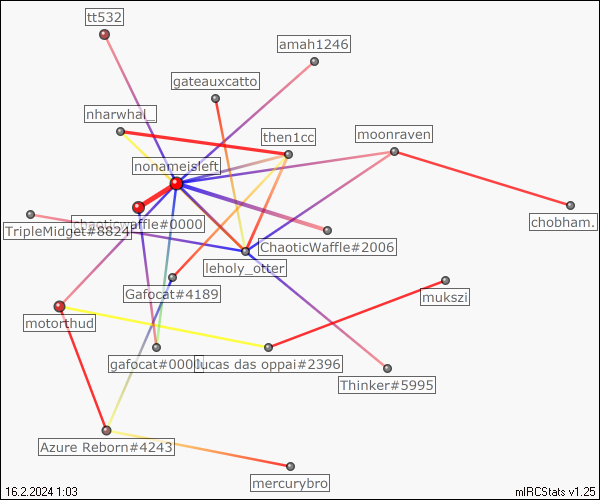 tt532
amah1246
gateauxcatto
nharwhal_
then1cc
moonraven
nonameisleft
chaoticwaffle#0000
chobham.
TripleMidget#8824
ChaoticWaffle#2006
leholy_otter
Gafocat#4189
mukszi
motorthud
gafocat#0000
lucas das oppai#2396
Thinker#5995
Azure Reborn#4243
mercurybro
16.2.2024 1:03
mIRCStats v1.25